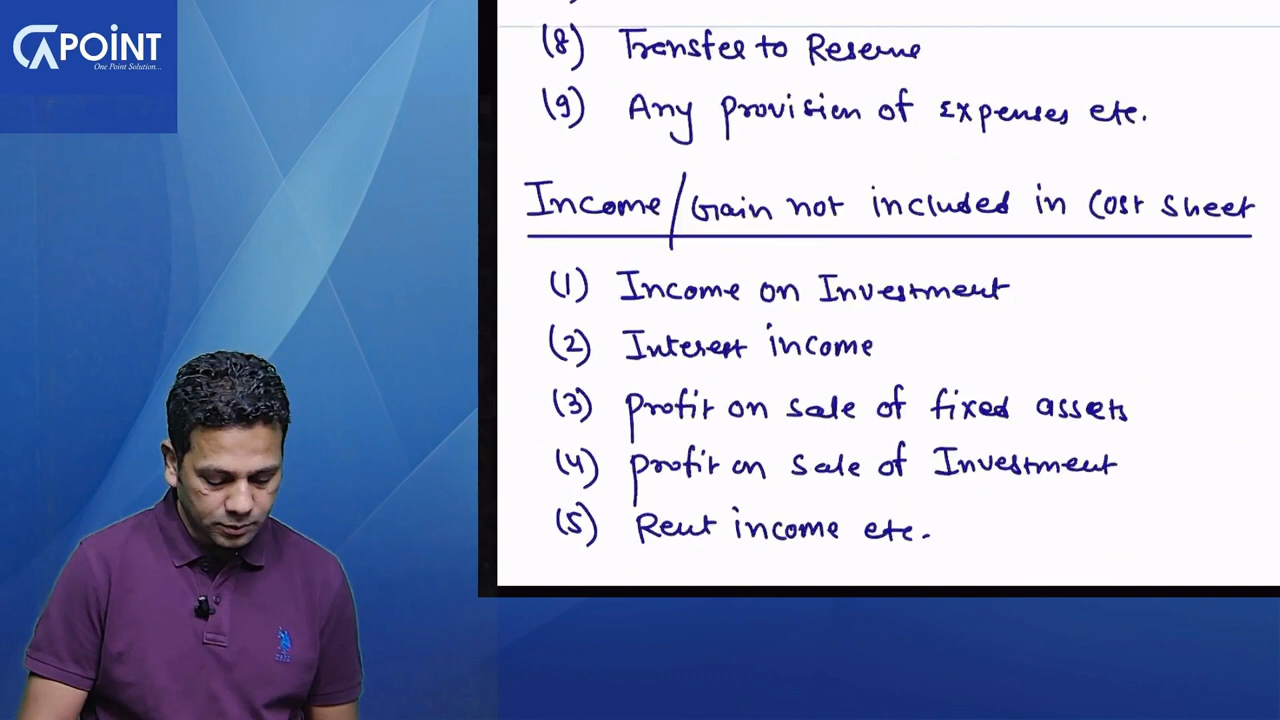 CAPOINT
One Point Solution...
(8) Transfer to Reserve
(9) Any provision of Expenses etc.
Income/Gain not included in Cost Sheet
(1) Income on Investment
(2) Interest income
(3) profit on sale of fixed assets
(4) profit on sale of Investment
(5) Rent income etc.